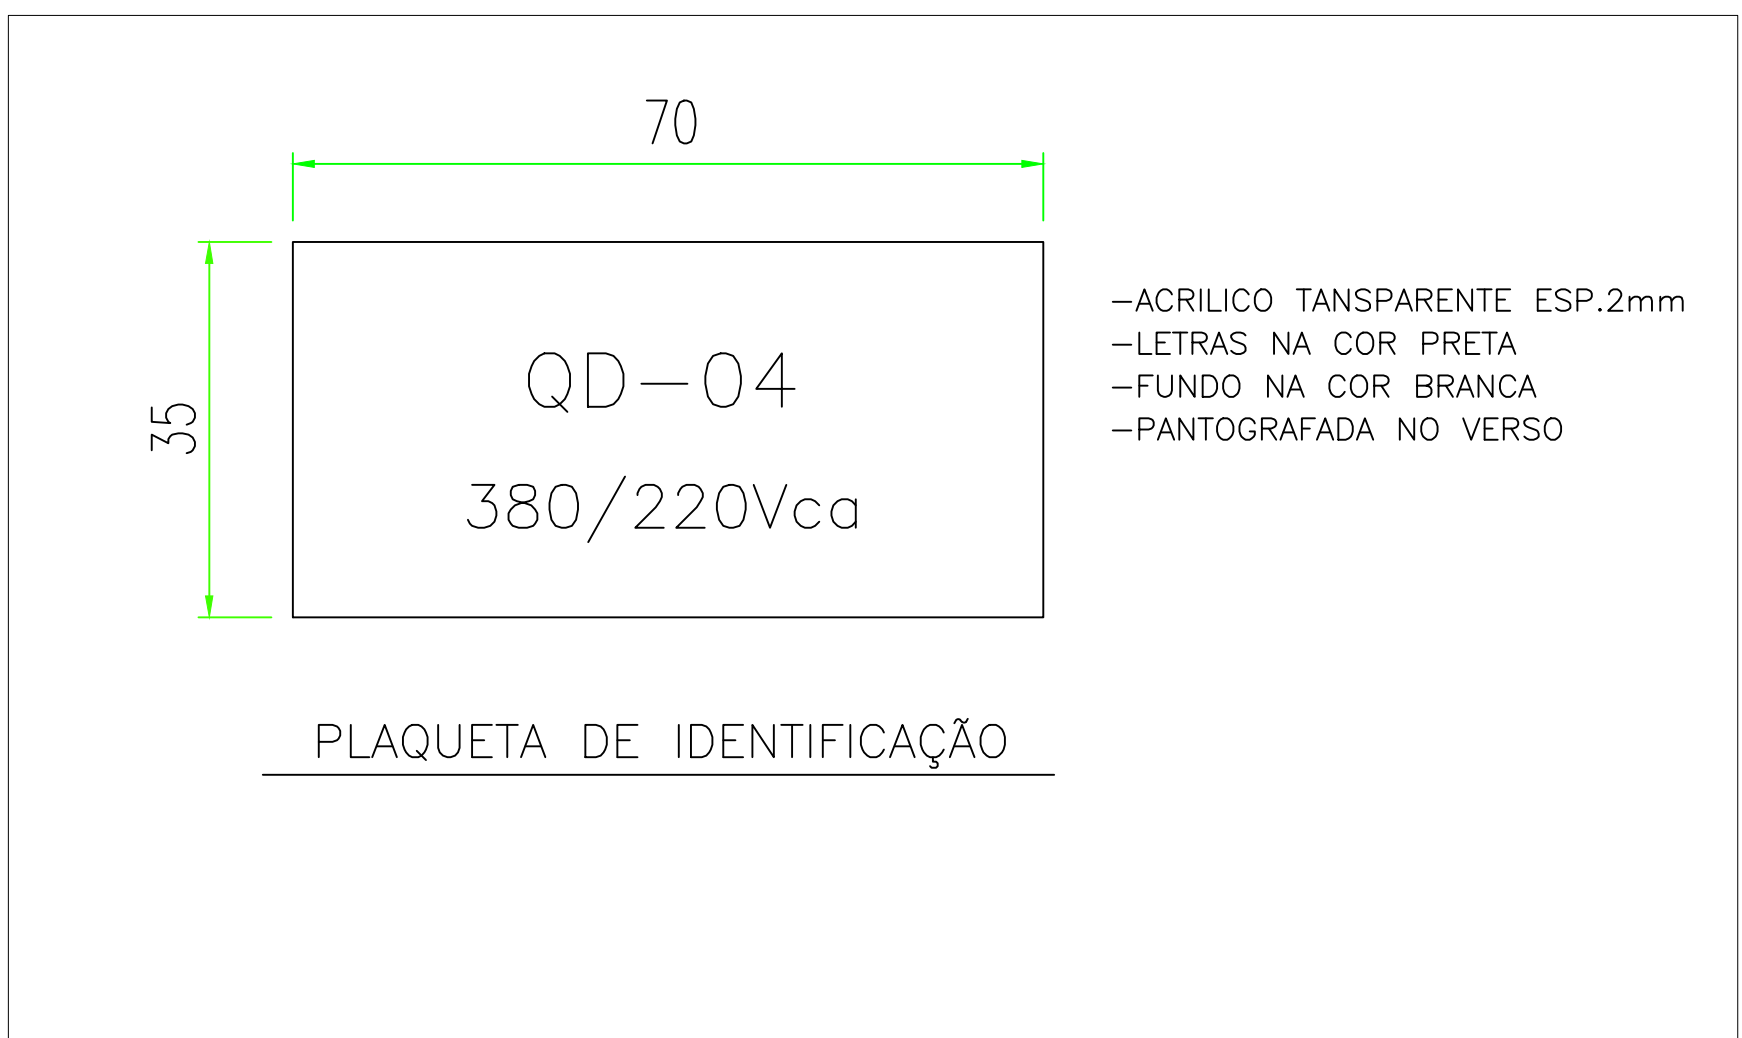 70
35
QD-04
380/220Vca
-ACRILICO TANSPARENTE ESP.2mm
-LETRAS NA COR PRETA
-FUNDO NA COR BRANCA
-PANTOGRAFADA NO VERSO
PLAQUETA DE IDENTIFICAÇÃO